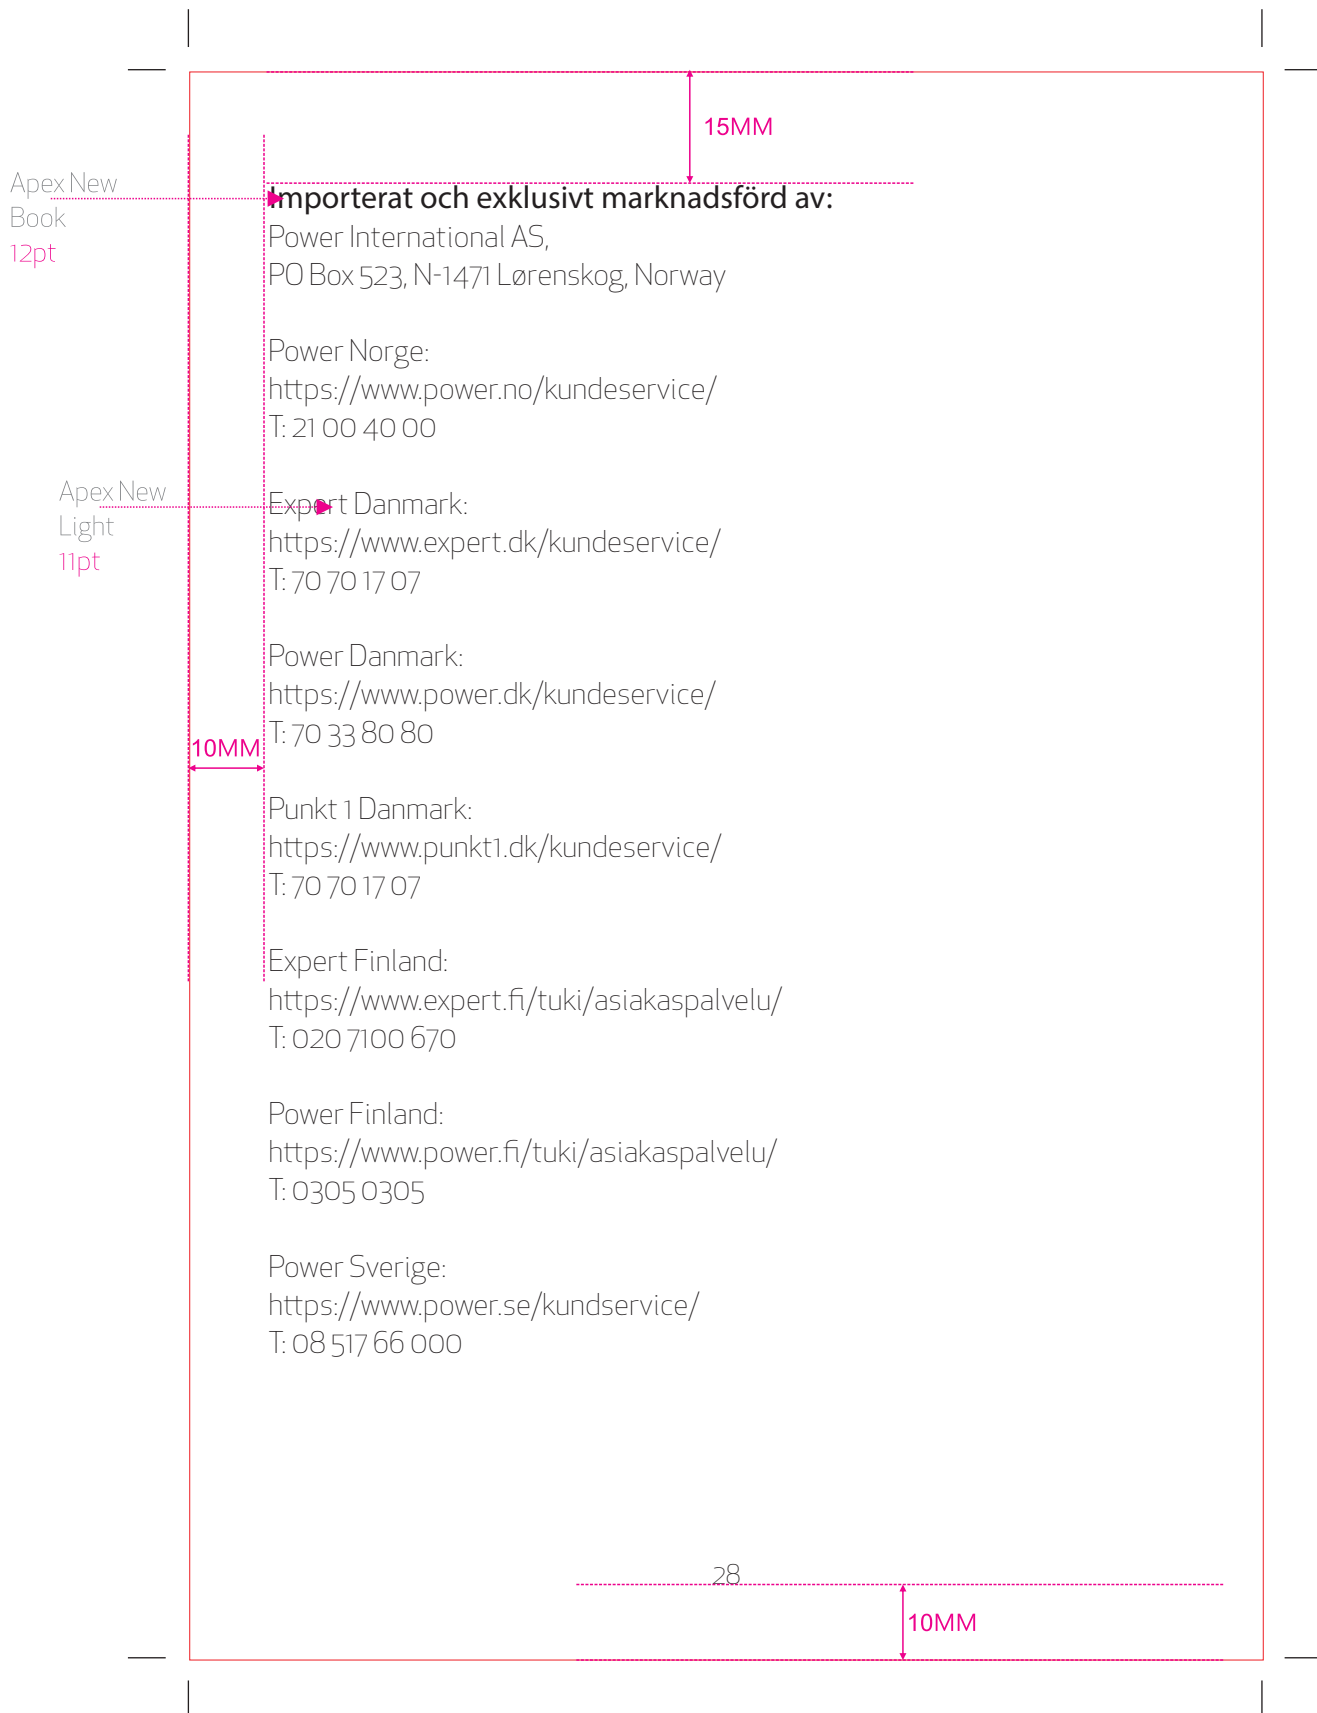 15MM
Apex New
Book
12pt
Importerat och exklusivt marknadsförd av:
Power International AS,
PO Box 523, N-1471 Lørenskog, Norway
Power Norge:
https://www.power.no/kundeservice/
T: 21 00 40 00
Apex New
Light
11pt
Expert Danmark:
https://www.expert.dk/kundeservice/
T: 70 70 17 07
Power Danmark:
https://www.power.dk/kundeservice/
T: 70 33 80 80
10MM
Punkt 1 Danmark:
https://www.punkt1.dk/kundeservice/
T: 70 70 17 07
Expert Finland:
https://www.expert.fi/tuki/asiakaspalvelu/
T: 020 7100 670
Power Finland:
https://www.power.fi/tuki/asiakaspalvelu/
T: 0305 0305
Power Sverige:
https://www.power.se/kundservice/
T: 08 517 66 000
28
10MM